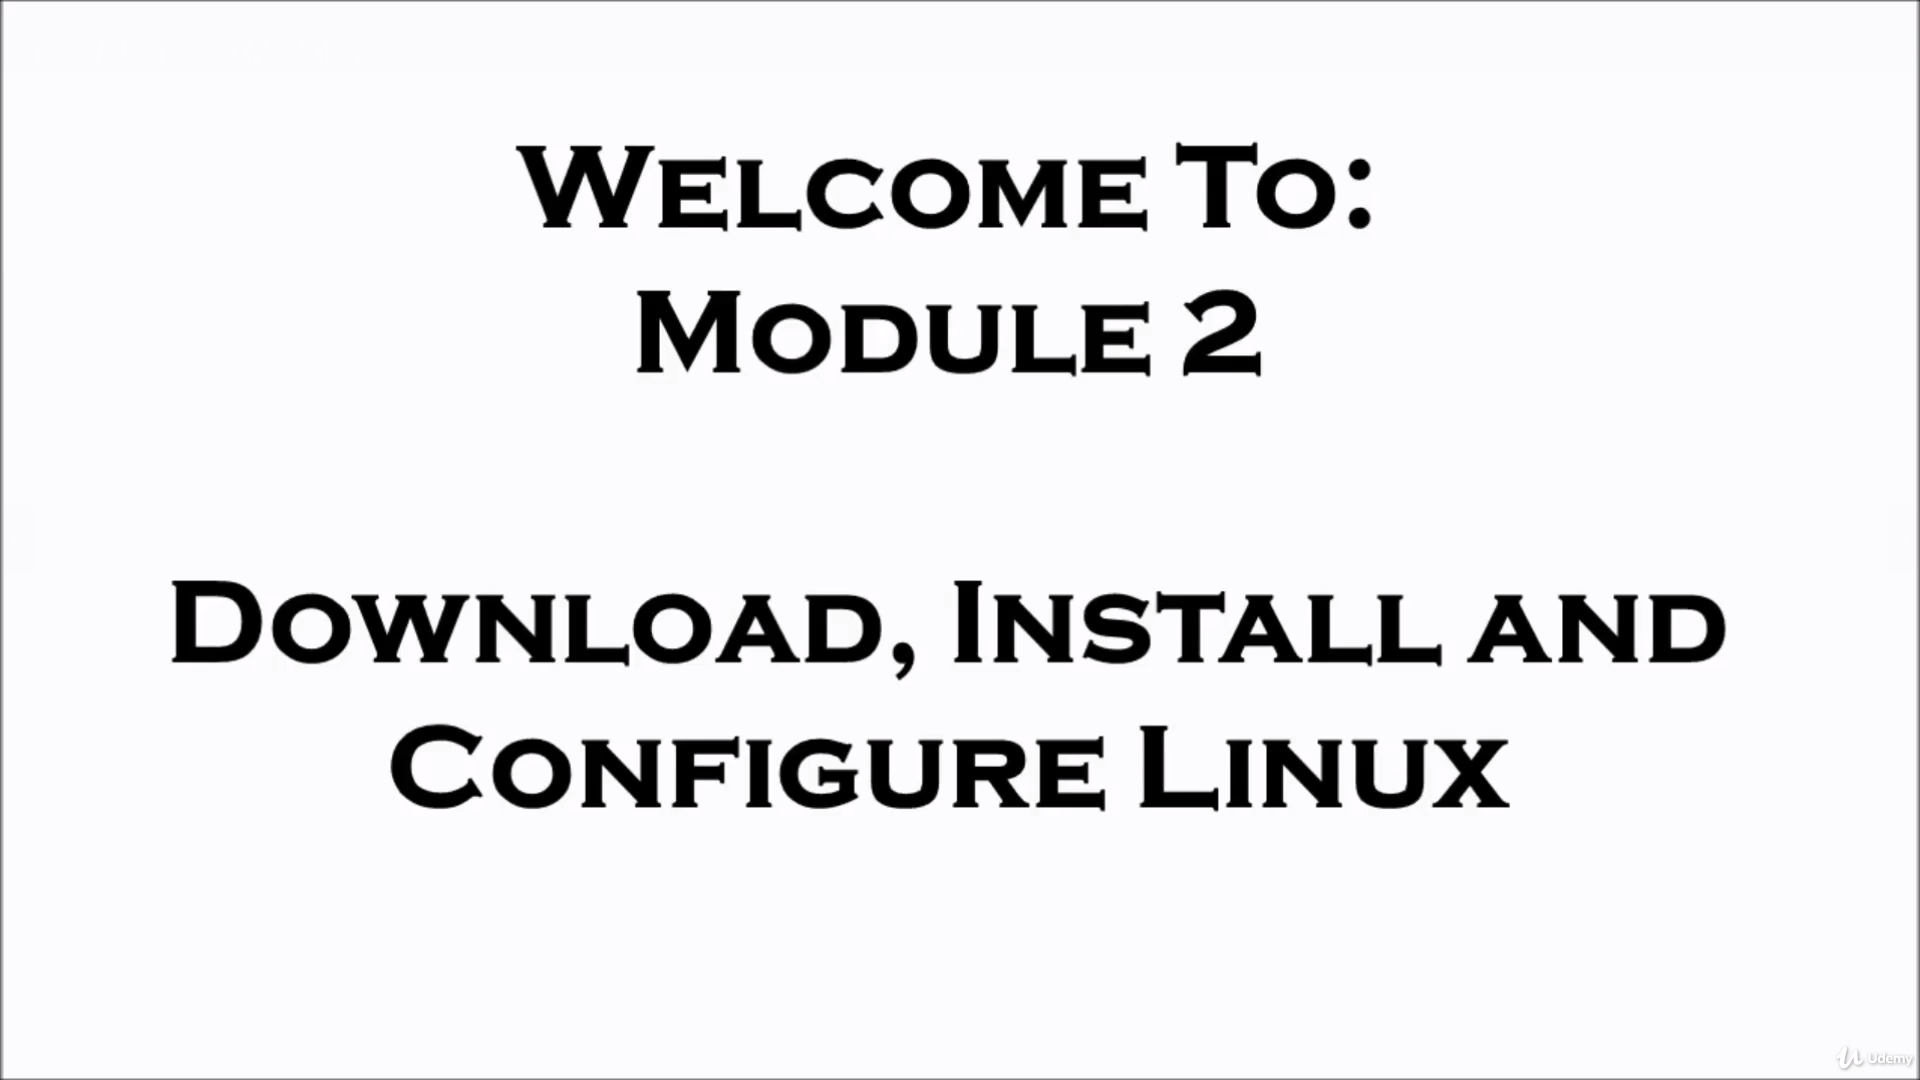 Welcome To:
Module 2
Download, Install and
Configure Linux
Udemy